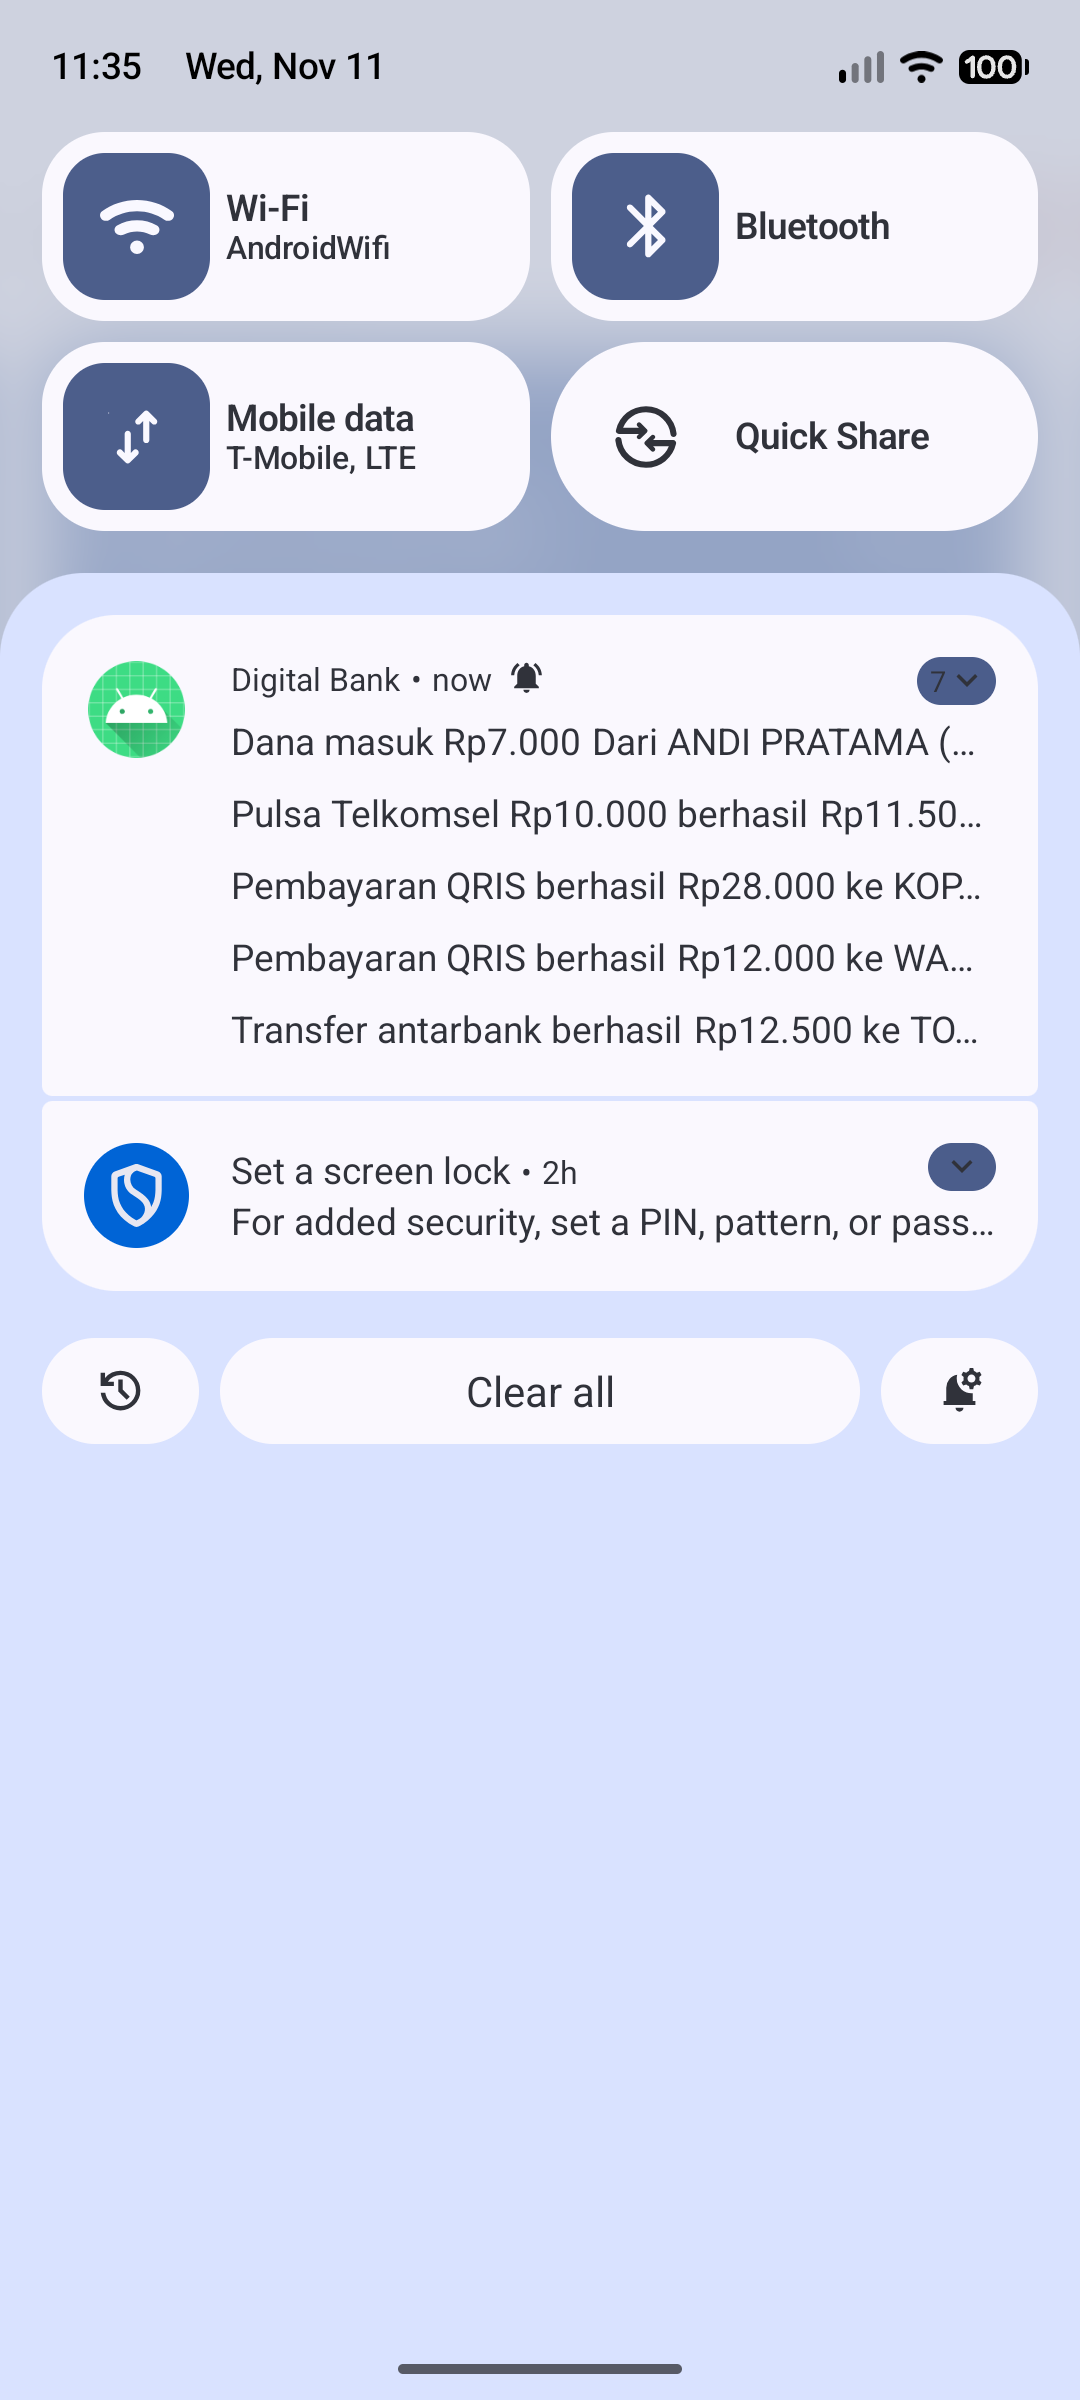 11:35 Wed, Nov 11 100
Wi-Fi
AndroidWifi
Bluetooth
Mobile data
T-Mobile, LTE
Quick Share
Digital Bank • now 7
Dana masuk Rp7.000 Dari ANDI PRATAMA (...
Pulsa Telkomsel Rp10.000 berhasil Rp11.50...
Pembayaran QRIS berhasil Rp28.000 ke KOP...
Pembayaran QRIS berhasil Rp12.000 ke WA...
Transfer antarbank berhasil Rp12.500 ke TO...
Set a screen lock • 2h
For added security, set a PIN, pattern, or pass...
Clear all